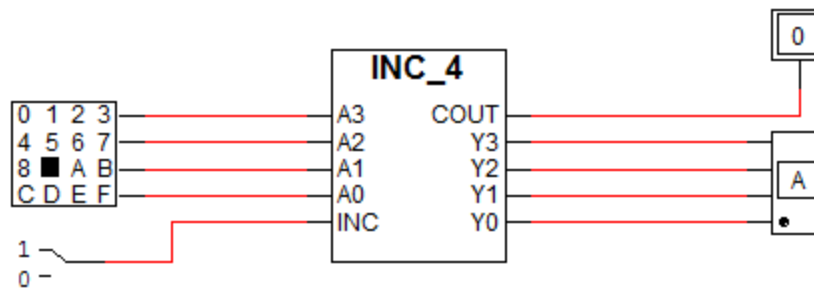 INC_4
0
0 1 2 3
4 5 6 7
8 A B
C D E F
A3
A2
A1
A0
INC
COUT
Y3
Y2
Y1
Y0
A
1
0